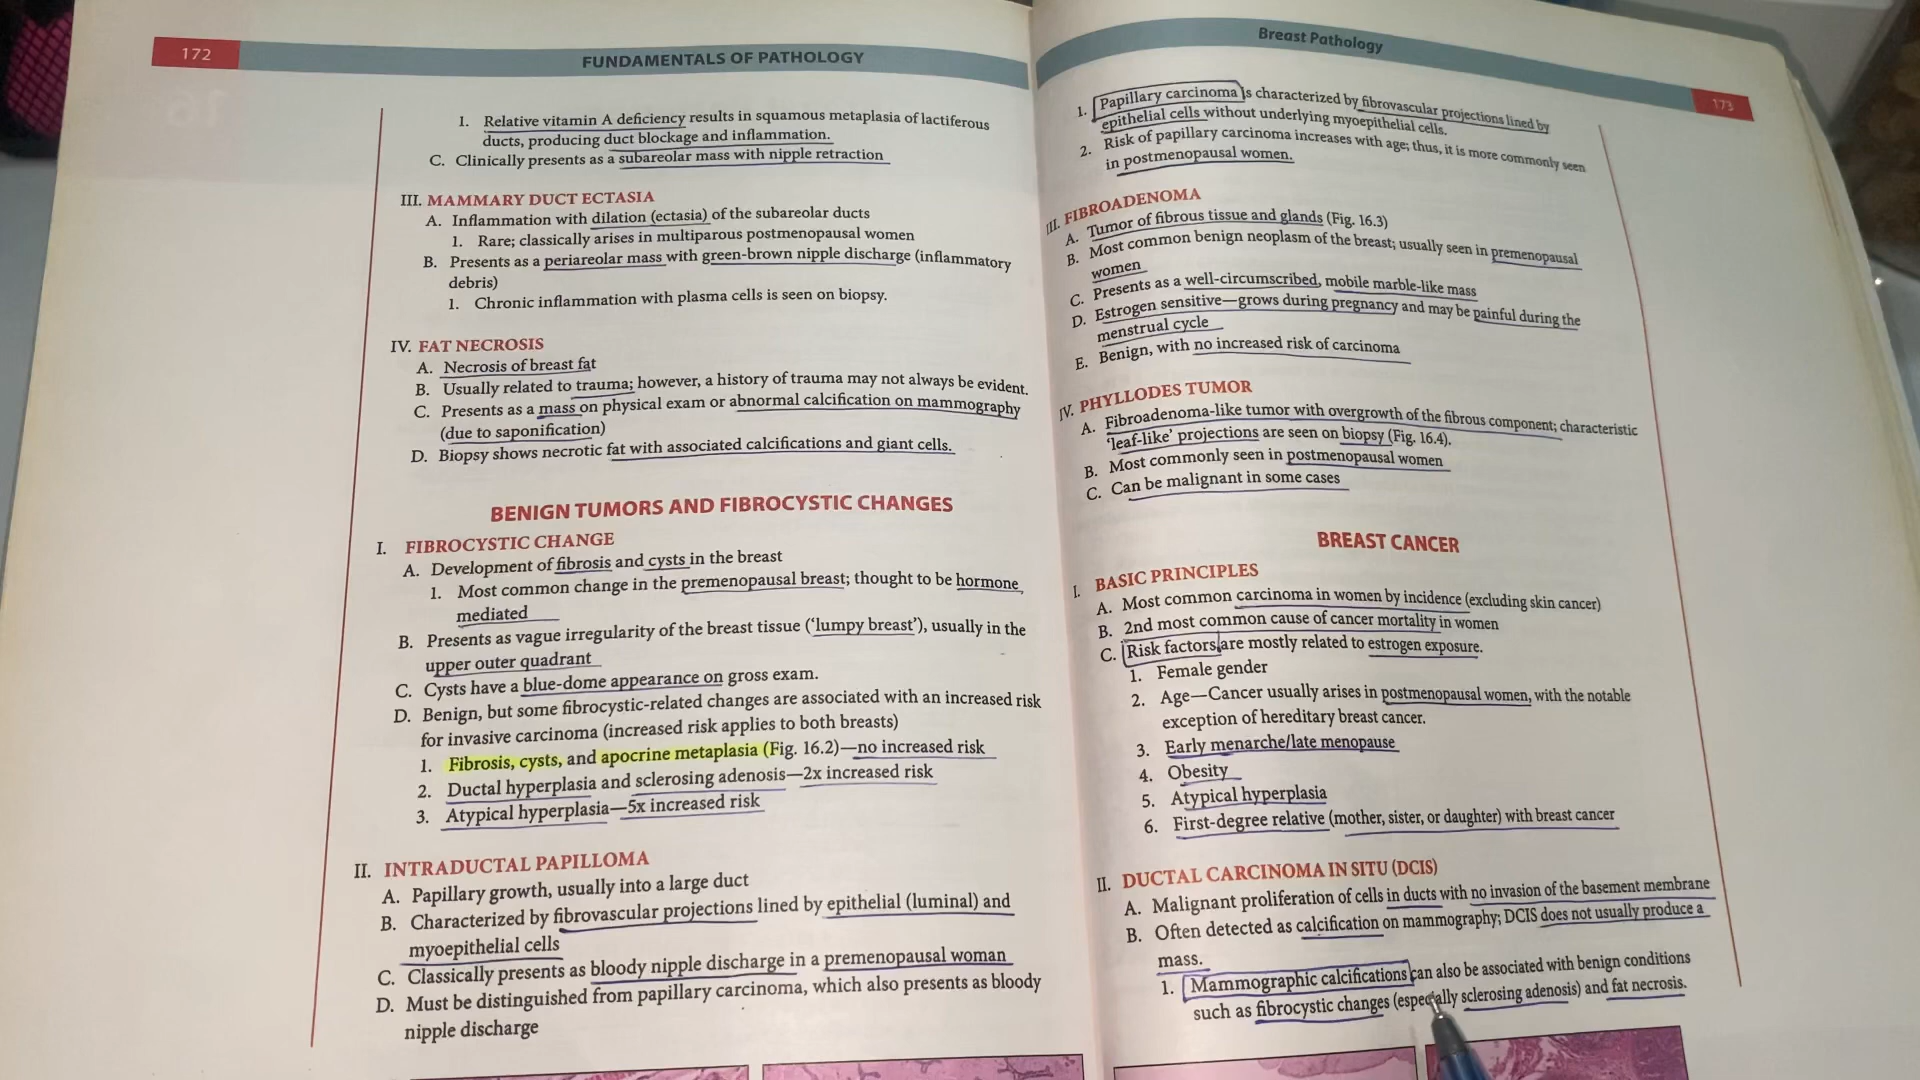 172
FUNDAMENTALS OF PATHOLOGY
1. Relative vitamin A deficiency results in squamous metaplasia of lactiferous
ducts, producing duct blockage and inflammation.
C. Clinically presents as a subareolar mass with nipple retraction
III. MAMMARY DUCT ECTASIA
A. Inflammation with dilation (ectasia) of the subareolar ducts
1. Rare; classically arises in multiparous postmenopausal women
B. Presents as a periareolar mass with green-brown nipple discharge (inflammatory
debris)
1. Chronic inflammation with plasma cells is seen on biopsy.
IV. FAT NECROSIS
A. Necrosis of breast fat
B. Usually related to trauma; however, a history of trauma may not always be evident.
C. Presents as a mass on physical exam or abnormal calcification on mammography
(due to saponification)
D. Biopsy shows necrotic fat with associated calcifications and giant cells.
BENIGN TUMORS AND FIBROCYSTIC CHANGES
I. FIBROCYSTIC CHANGE
A. Development of fibrosis and cysts in the breast
1. Most common change in the premenopausal breast; thought to be hormone
mediated
B. Presents as vague irregularity of the breast tissue ('lumpy breast'), usually in the
upper outer quadrant
C. Cysts have a blue-dome appearance on gross exam.
D. Benign, but some fibrocystic-related changes are associated with an increased risk
for invasive carcinoma (increased risk applies to both breasts)
1. Fibrosis, cysts, and apocrine metaplasia (Fig. 16.2)—no increased risk
2. Ductal hyperplasia and sclerosing adenosis—2x increased risk
3. Atypical hyperplasia—5x increased risk
II. INTRADUCTAL PAPILLOMA
A. Papillary growth, usually into a large duct
B. Characterized by fibrovascular projections lined by epithelial (luminal) and
myoepithelial cells
C. Classically presents as bloody nipple discharge in a premenopausal woman
D. Must be distinguished from papillary carcinoma, which also presents as bloody
nipple discharge
Breast Pathology
173
1. Papillary carcinoma is characterized by fibrovascular projections lined by
epithelial cells without underlying myoepithelial cells.
2. Risk of papillary carcinoma increases with age; thus, it is more commonly seen
in postmenopausal women.
III. FIBROADENOMA
A. Tumor of fibrous tissue and glands (Fig. 16.3)
B. Most common benign neoplasm of the breast; usually seen in premenopausal
women
C. Presents as a well-circumscribed, mobile marble-like mass
D. Estrogen sensitive—grows during pregnancy and may be painful during the
menstrual cycle
E. Benign, with no increased risk of carcinoma
IV. PHYLLODES TUMOR
A. Fibroadenoma-like tumor with overgrowth of the fibrous component; characteristic
'leaf-like' projections are seen on biopsy (Fig. 16.4).
B. Most commonly seen in postmenopausal women
C. Can be malignant in some cases
BREAST CANCER
I. BASIC PRINCIPLES
A. Most common carcinoma in women by incidence (excluding skin cancer)
B. 2nd most common cause of cancer mortality in women
C. Risk factors are mostly related to estrogen exposure.
1. Female gender
2. Age—Cancer usually arises in postmenopausal women, with the notable
exception of hereditary breast cancer.
3. Early menarche/late menopause
4. Obesity
5. Atypical hyperplasia
6. First-degree relative (mother, sister, or daughter) with breast cancer
II. DUCTAL CARCINOMA IN SITU (DCIS)
A. Malignant proliferation of cells in ducts with no invasion of the basement membrane
B. Often detected as calcification on mammography; DCIS does not usually produce a
mass.
1. Mammographic calcifications can also be associated with benign conditions
such as fibrocystic changes (especially sclerosing adenosis) and fat necrosis.